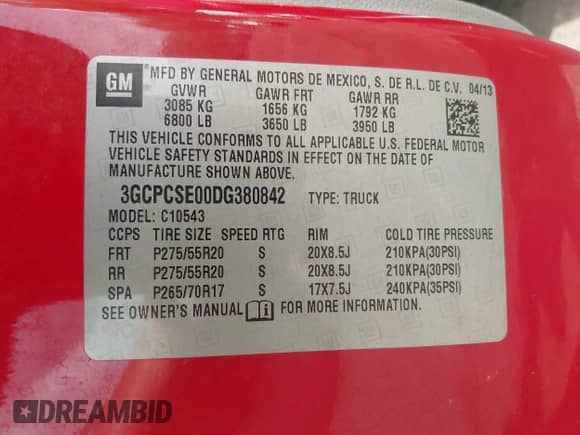 GM MFD BY GENERAL MOTORS DE MEXICO, S. DE R.L. DE C.V. 04/13
GVWR GAWR FRT GAWR RR
3085 KG 1656 KG 1792 KG
6800 LB 3650 LB 3950 LB
THIS VEHICLE CONFORMS TO ALL APPLICABLE U.S. FEDERAL MOTOR
VEHICLE SAFETY STANDARDS IN EFFECT ON THE DATE OF
MANUFACTURE SHOWN ABOVE.
3GCPCSE00DG380842 TYPE: TRUCK
MODEL: C10543
CCPS TIRE SIZE SPEED RTG RIM COLD TIRE PRESSURE
FRT P275/55R20 S 20X8.5J 210KPA(30PSI)
RR P275/55R20 S 20X8.5J 210KPA(30PSI)
SPA P265/70R17 S 17X7.5J 240KPA(35PSI)
SEE OWNER'S MANUAL i FOR MORE INFORMATION.
DREAMBID